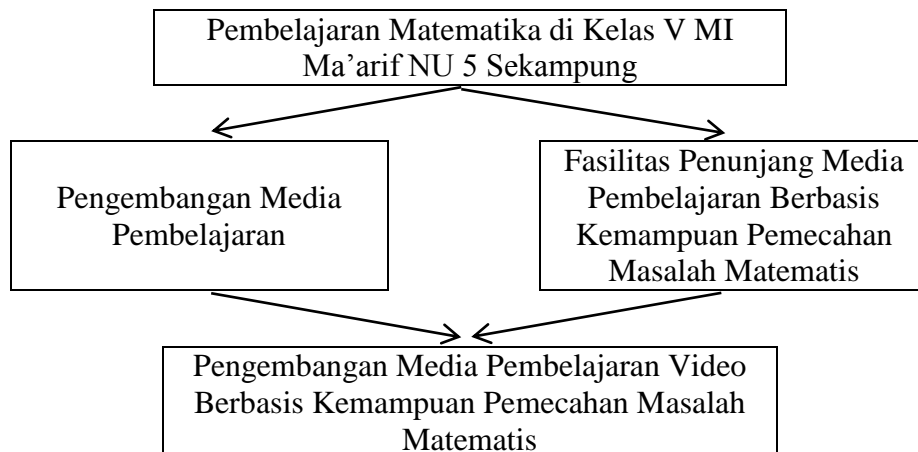 Pembelajaran Matematika di Kelas V MI
Ma’arif NU 5 Sekampung
Pengembangan Media
Pembelajaran
Fasilitas Penunjang Media
Pembelajaran Berbasis
Kemampuan Pemecahan
Masalah Matematis
Pengembangan Media Pembelajaran Video
Berbasis Kemampuan Pemecahan Masalah
Matematis